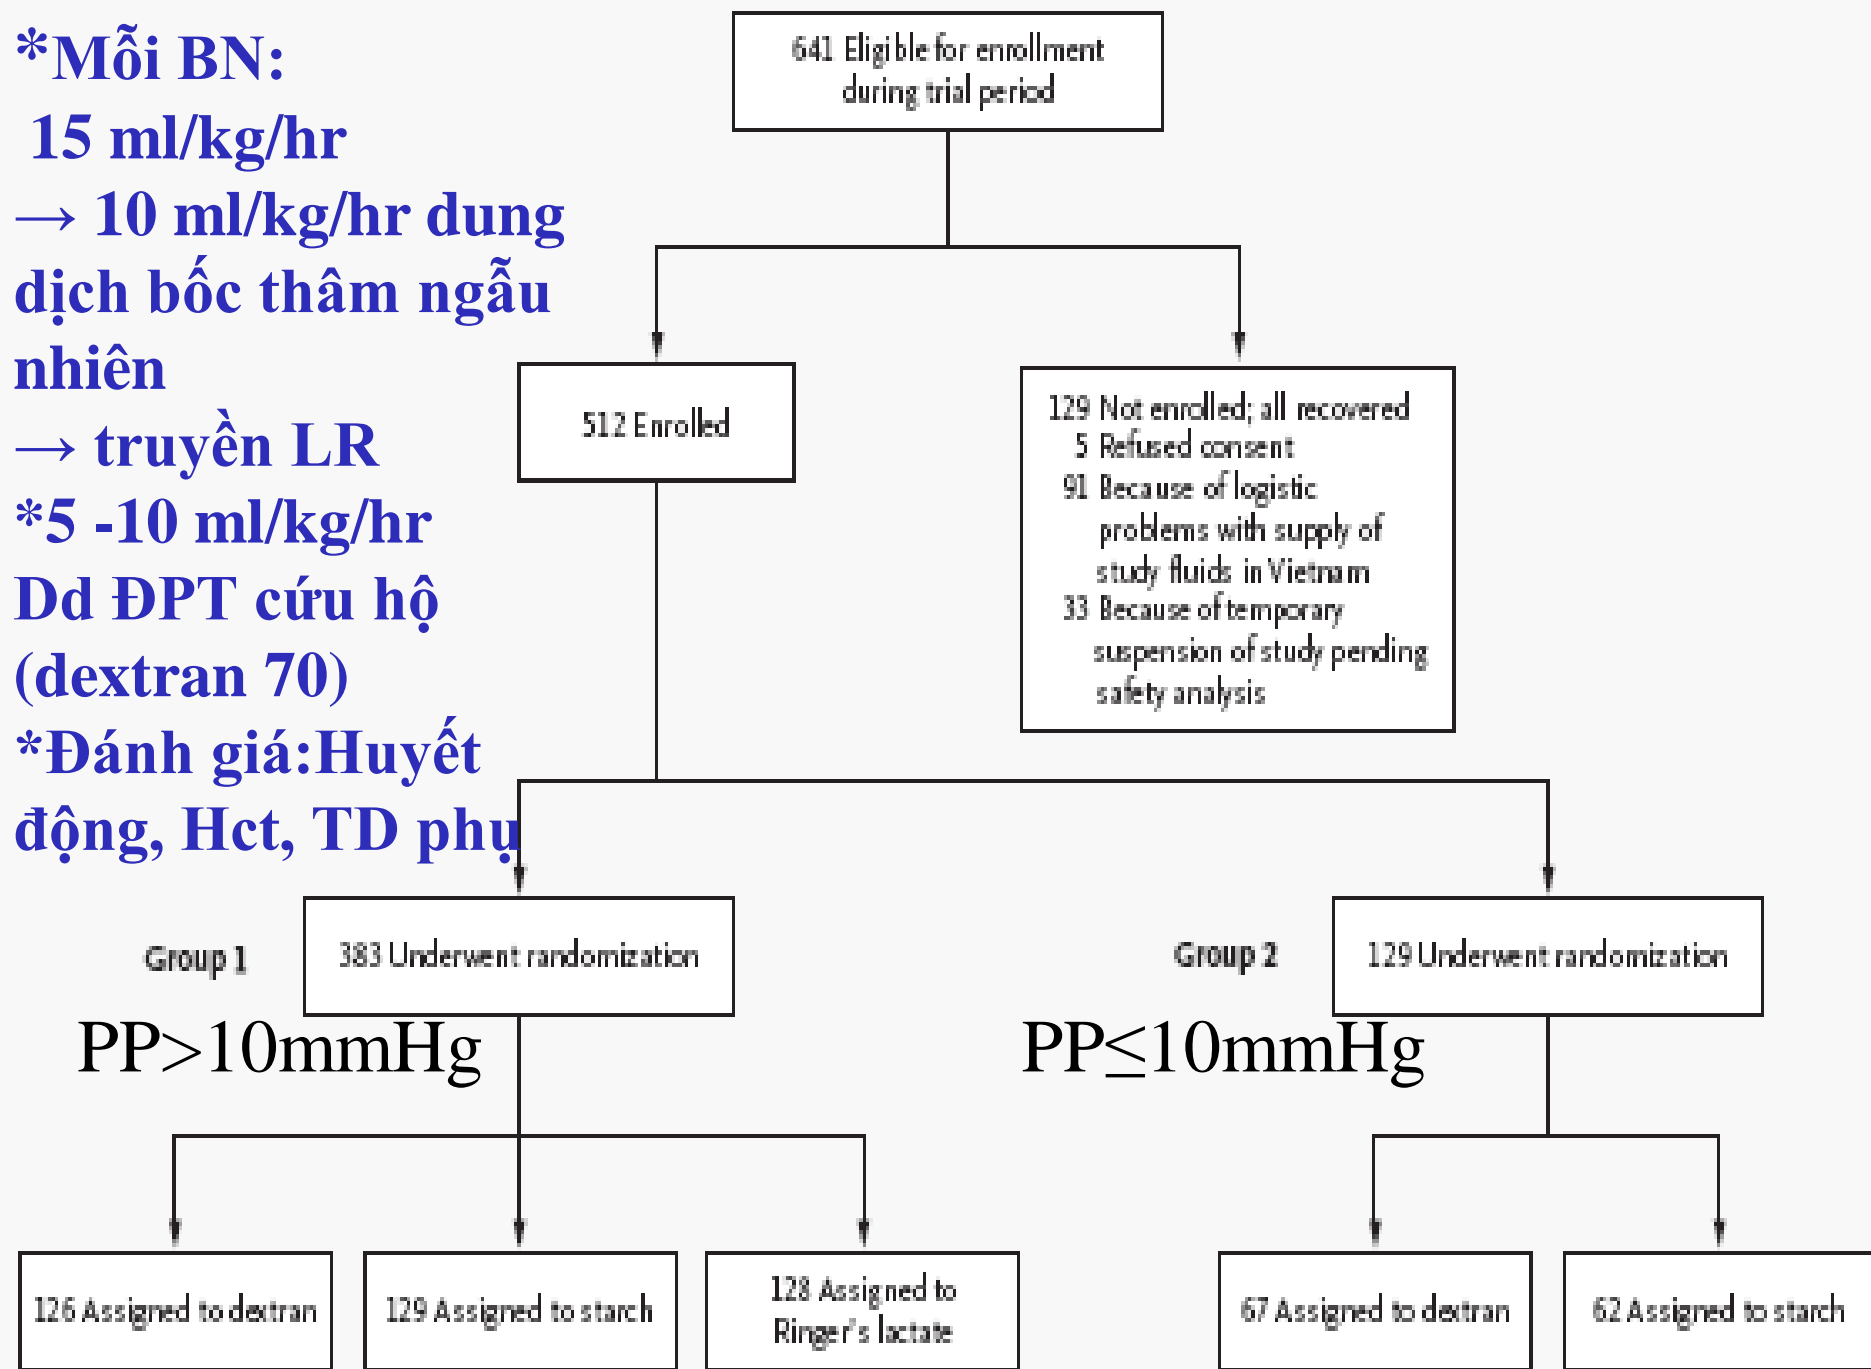 *Mỗi BN:
15 ml/kg/hr
→ 10 ml/kg/hr dung
dịch bốc thâm ngẫu
nhiên
→ truyền LR
*5 -10 ml/kg/hr
Dd ĐPT cứu hộ
(dextran 70)
*Đánh giá:Huyết
động, Hct, TD phụ
641 Eligible for enrollment
during trial period
512 Enrolled
129 Not enrolled; all recovered
5 Refused consent
91 Because of logistic
problems with supply of
study fluids in Vietnam
33 Because of temporary
suspension of study pending
safety analysis
Group 1
383 Underwent randomization
PP>10mmHg
Group 2
129 Underwent randomization
PP≤10mmHg
126 Assigned to dextran
129 Assigned to starch
128 Assigned to
Ringer's lactate
67 Assigned to dextran
62 Assigned to starch